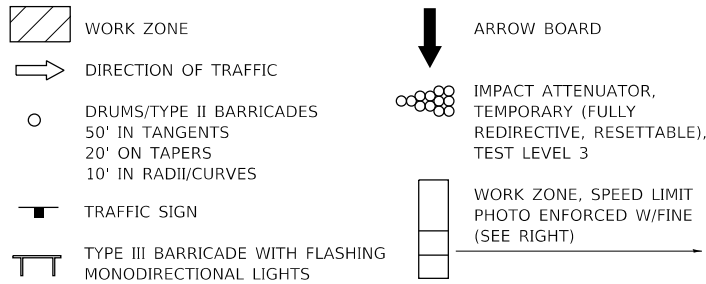 WORK ZONE
DIRECTION OF TRAFFIC
DRUMS/TYPE II BARRICADES
50' IN TANGENTS
20' ON TAPERS
10' IN RADII/CURVES
TRAFFIC SIGN
TYPE III BARRICADE WITH FLASHING
MONODIRECTIONAL LIGHTS
ARROW BOARD
IMPACT ATTENUATOR,
TEMPORARY (FULLY
REDIRECTIVE, RESETTABLE),
TEST LEVEL 3
WORK ZONE, SPEED LIMIT
PHOTO ENFORCED W/FINE
(SEE RIGHT)